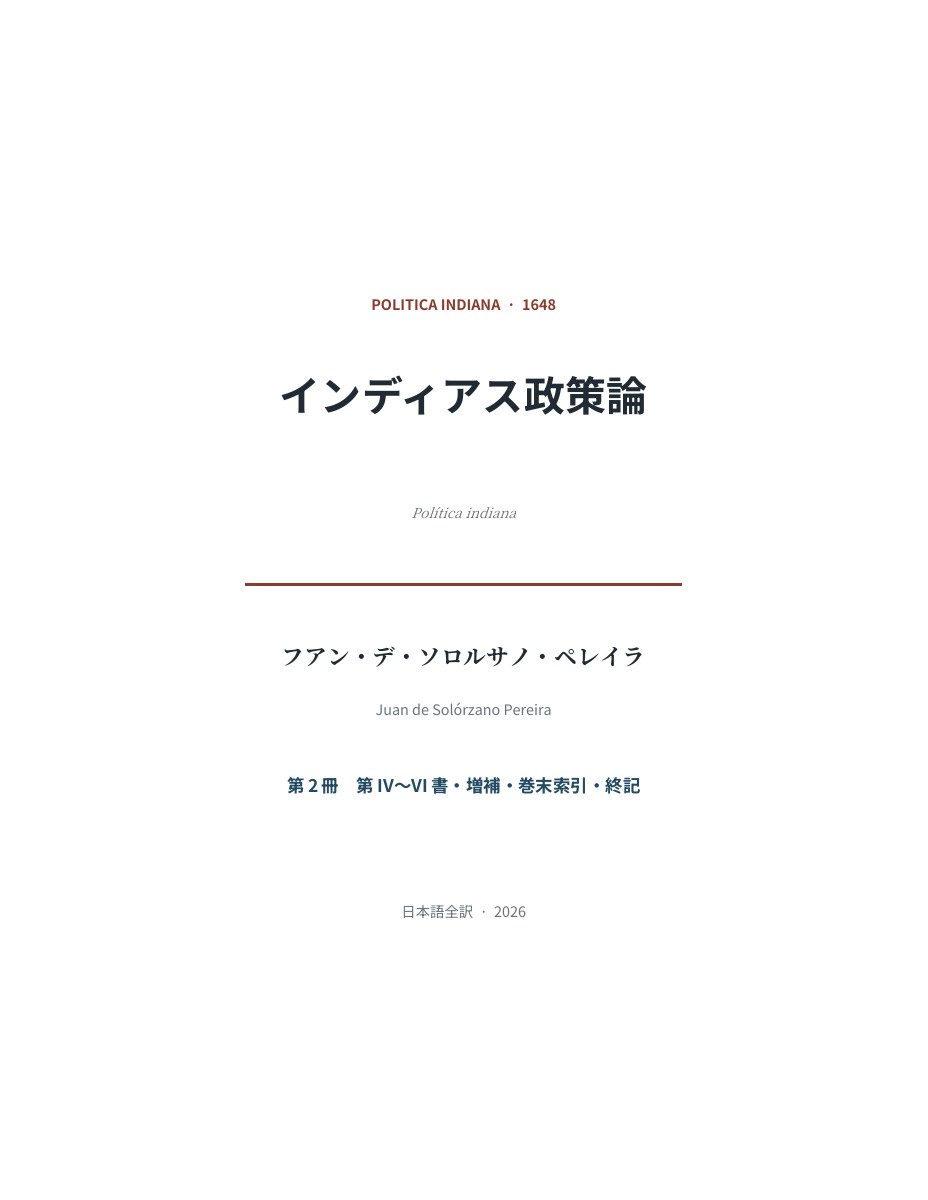 POLITICA INDIANA · 1648
インディアス政策論
Política indiana
フアン・デ・ソロルサノ・ペレイラ
Juan de Solórzano Pereira
第 2 冊　第 IV〜VI 書・増補・巻末索引・終記
日本語全訳 · 2026